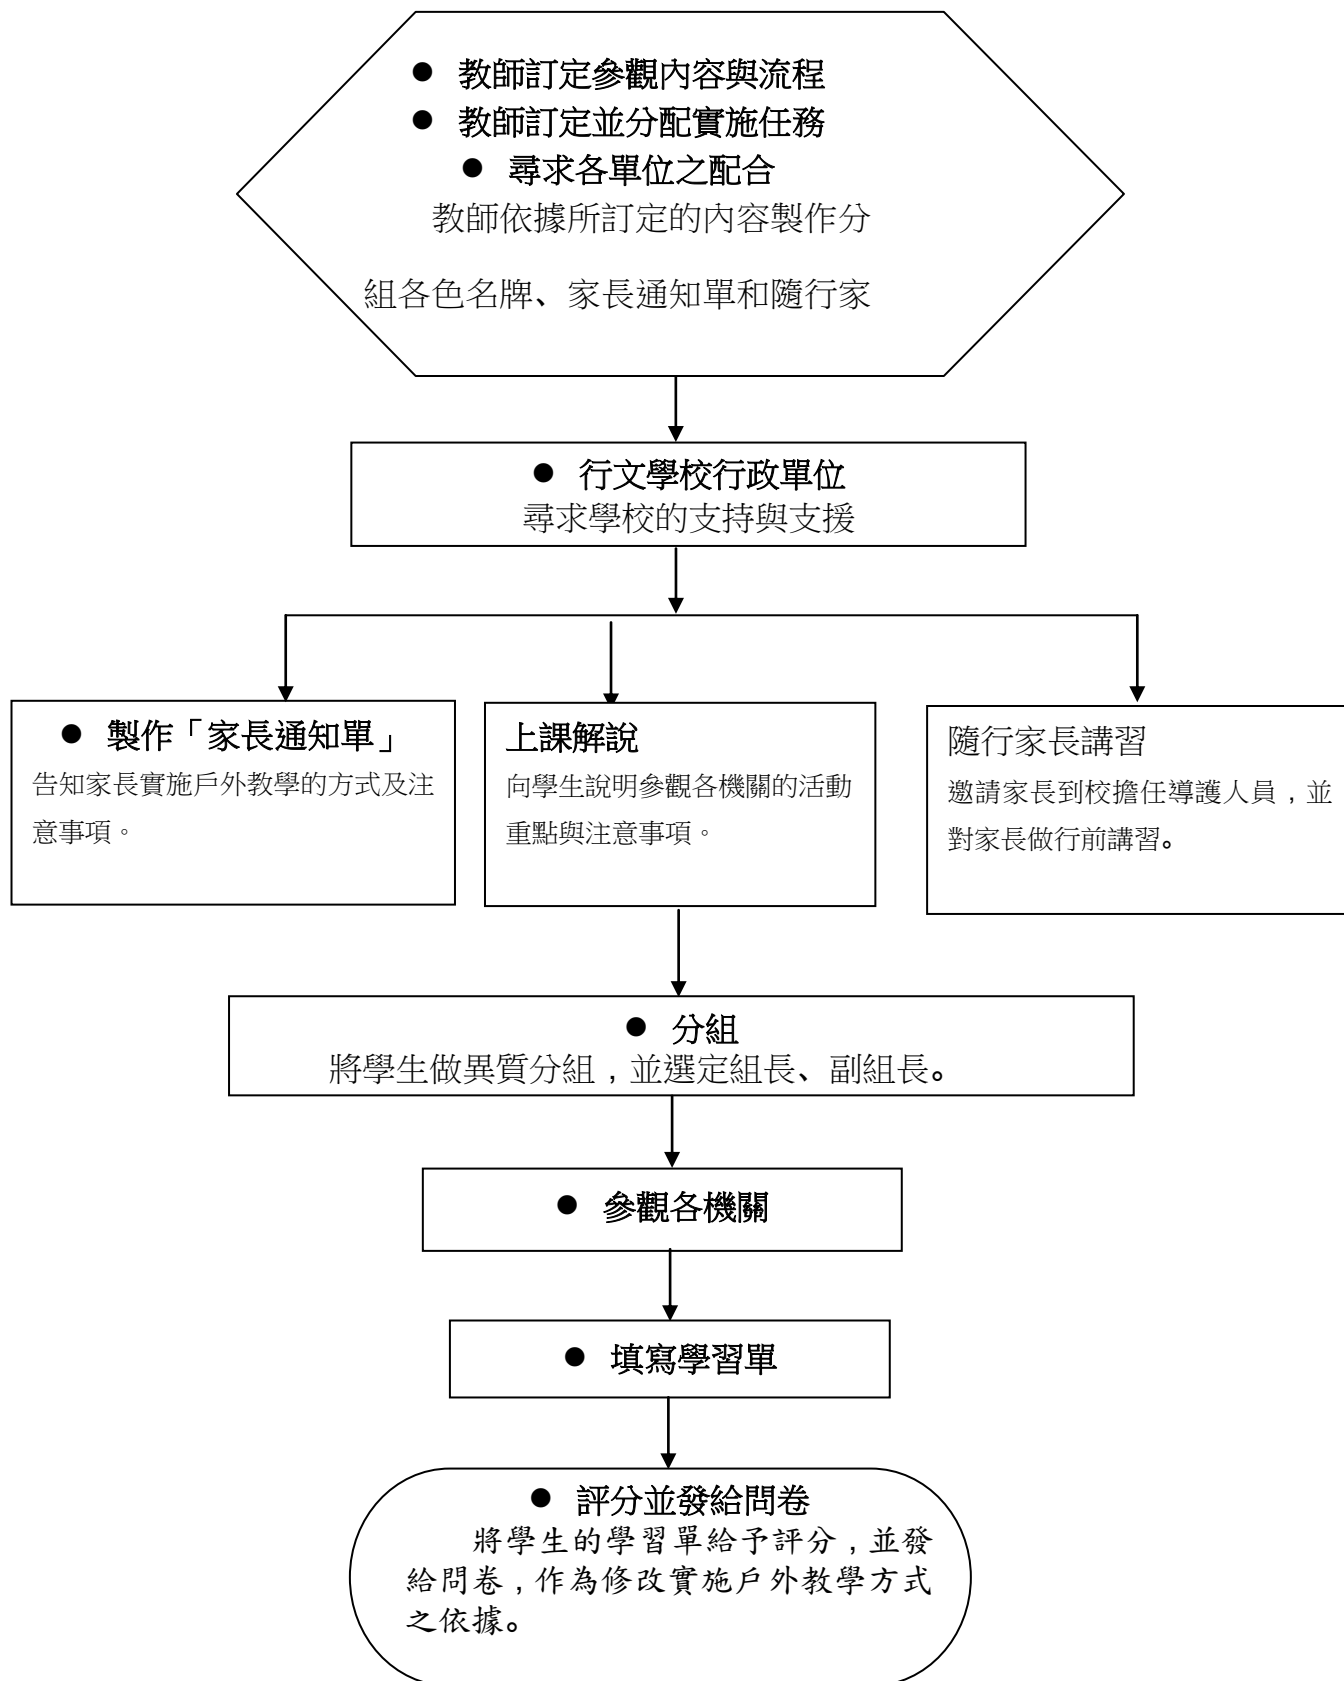 ● 教師訂定參觀內容與流程
● 教師訂定並分配實施任務
● 尋求各單位之配合
教師依據所訂定的內容製作分
組各色名牌、家長通知單和隨行家
● 行文學校行政單位
尋求學校的支持與支援
● 製作「家長通知單」
告知家長實施戶外教學的方式及注
意事項。
上課解說
向學生說明參觀各機關的活動
重點與注意事項。
隨行家長講習
邀請家長到校擔任導護人員，並
對家長做行前講習。
● 分組
將學生做異質分組，並選定組長、副組長。
● 參觀各機關
● 填寫學習單
● 評分並發給問卷
將學生的學習單給予評分，並發
給問卷，作為修改實施戶外教學方式
之依據。